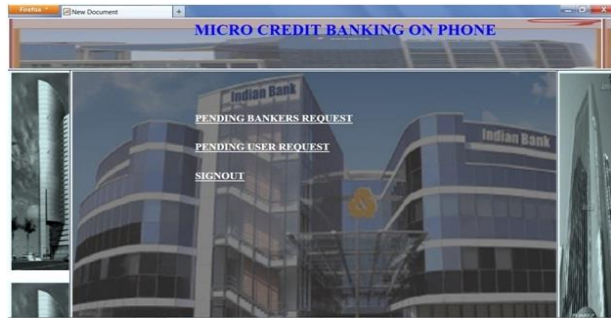 Firefox
New Document
+
MICRO CREDIT BANKING ON PHONE
Indian Bank
Indian Bank
PENDING BANKERS REQUEST
PENDING USER REQUEST
SIGNOUT